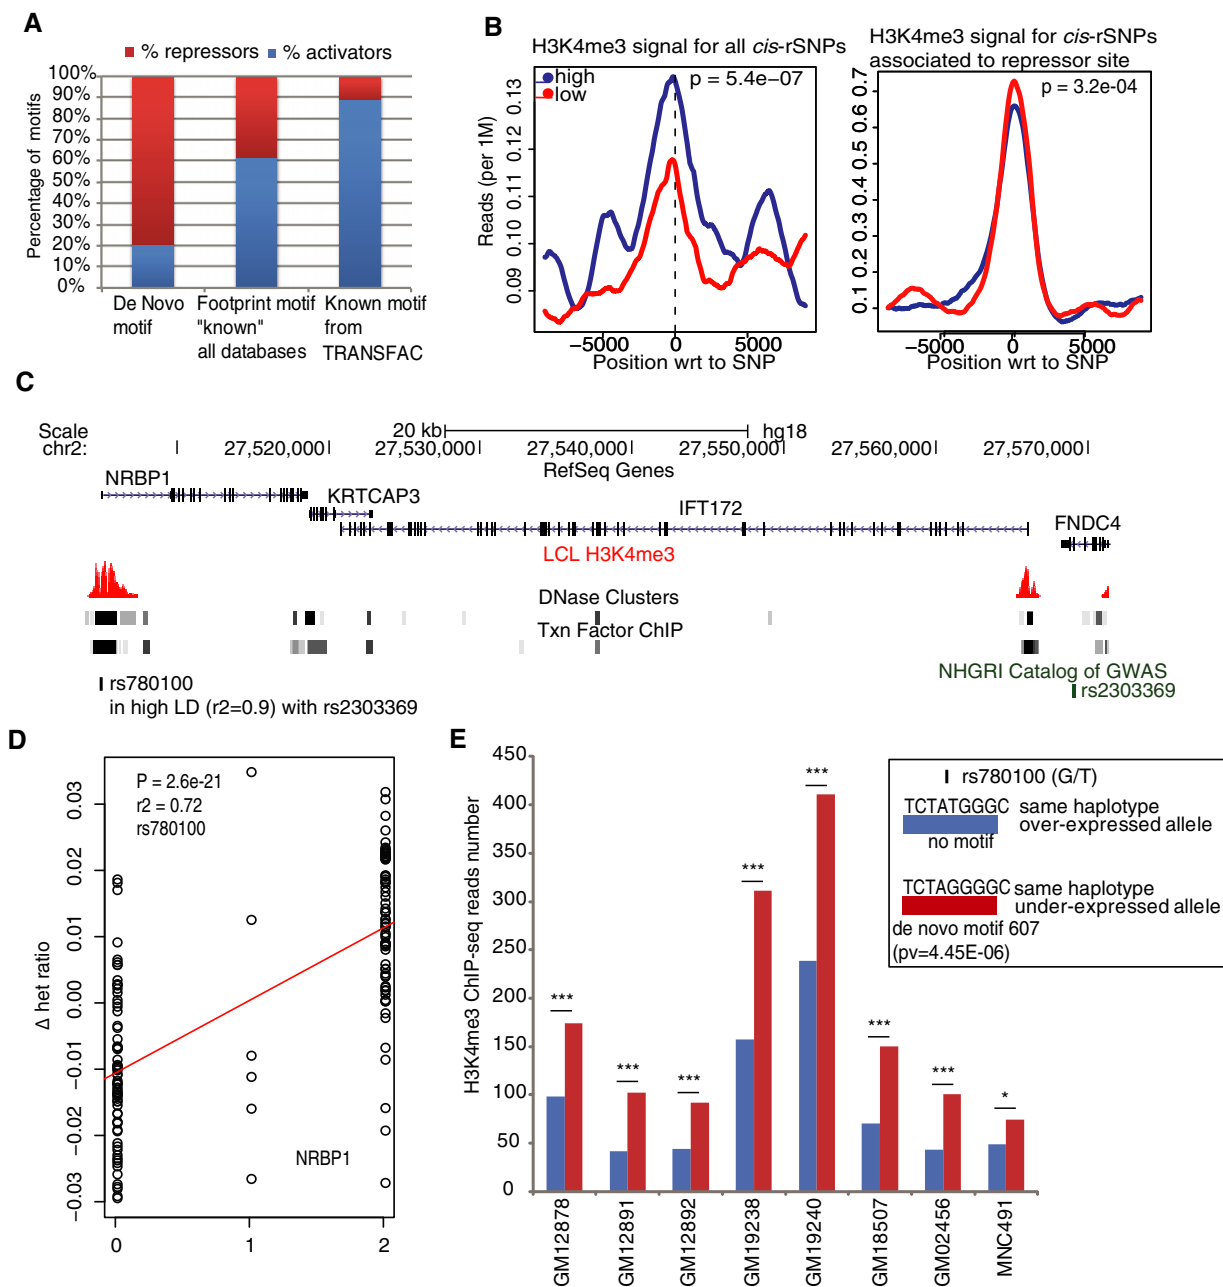 A
% repressors
% activators
Percentage of motifs
100%
90%
80%
70%
60%
50%
40%
30%
20%
10%
0%
De Novo
motif
Footprint motif
"known"
all databases
Known motif
from
TRANSFAC
B
H3K4me3 signal for all cis-rSNPs
high
low
p = 5.4e−07
Reads (per 1M)
0.13
0.12
0.11
0.10
0.09
−5000
0
5000
Position wrt to SNP
H3K4me3 signal for cis-rSNPs
associated to repressor site
p = 3.2e-04
0.7
0.6
0.5
0.4
0.3
0.2
0.1
−5000
0
5000
Position wrt to SNP
C
Scale
20 kb
hg18
chr2:
27,520,000
27,530,000
27,540,000
27,550,000
27,560,000
27,570,000
RefSeq Genes
NRBP1
KRTCAP3
IFT172
FNDC4
LCL H3K4me3
DNase Clusters
Txn Factor ChIP
NHGRI Catalog of GWAS
rs2303369
rs780100
in high LD (r2=0.9) with rs2303369
D
P = 2.6e-21
r2 = 0.72
rs780100
Δ het ratio
0.03
0.02
0.01
0.00
−0.01
−0.02
−0.03
NRBP1
0
1
2
E
H3K4me3 ChIP-seq reads number
450
400
350
300
250
200
150
100
50
0
***
***
***
***
***
***
***
*
GM12878
GM12891
GM12892
GM19238
GM19240
GM18507
GM02456
MNC491
rs780100 (G/T)
TCTATGGGC same haplotype
over-expressed allele
no motif
TCTAGGGGC same haplotype
under-expressed allele
de novo motif 607
(pv=4.45E-06)